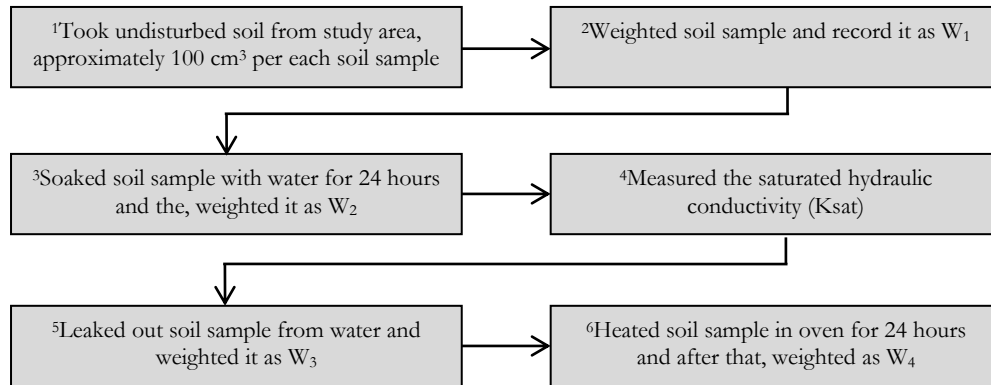 ¹Took undisturbed soil from study area,
approximately 100 cm³ per each soil sample
²Weighted soil sample and record it as W₁
³Soaked soil sample with water for 24 hours
and the, weighted it as W₂
⁴Measured the saturated hydraulic
conductivity (Ksat)
⁵Leaked out soil sample from water and
weighted it as W₃
⁶Heated soil sample in oven for 24 hours
and after that, weighted as W₄